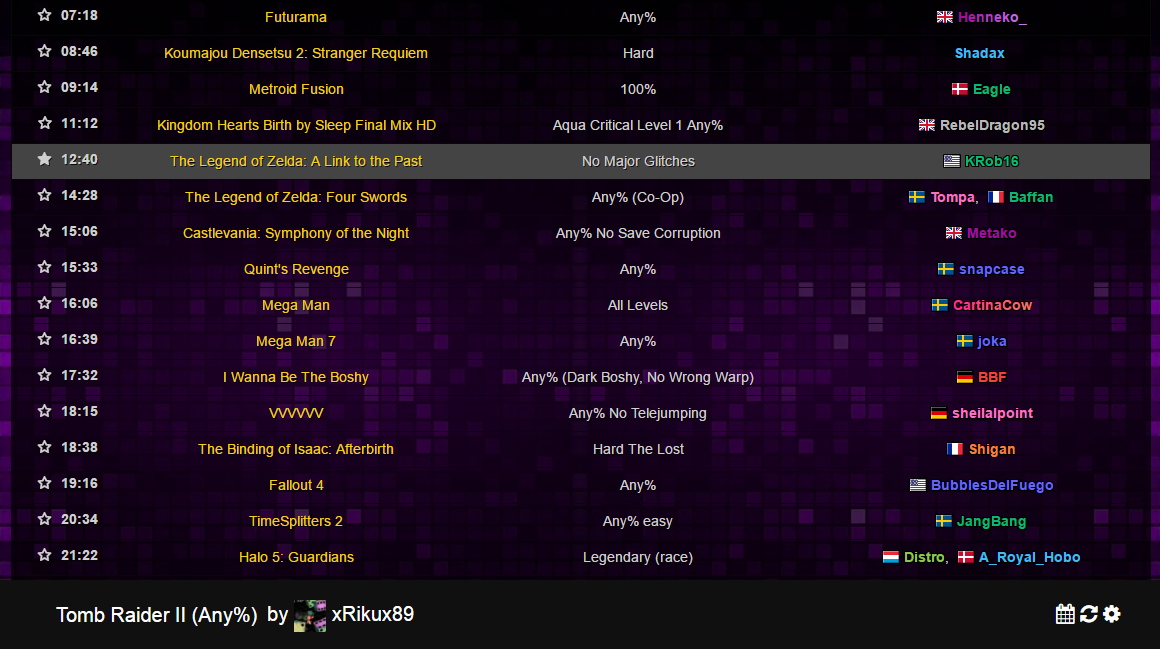 07:18 Futurama Any% Henneko_
08:46 Koumajou Densetsu 2: Stranger Requiem Hard Shadax
09:14 Metroid Fusion 100% Eagle
11:12 Kingdom Hearts Birth by Sleep Final Mix HD Aqua Critical Level 1 Any% RebelDragon95
12:40 The Legend of Zelda: A Link to the Past No Major Glitches KRob16
14:28 The Legend of Zelda: Four Swords Any% (Co-Op) Tompa, Baffan
15:06 Castlevania: Symphony of the Night Any% No Save Corruption Metako
15:33 Quint's Revenge Any% snapcase
16:06 Mega Man All Levels CartinaCow
16:39 Mega Man 7 Any% joka
17:32 I Wanna Be The Boshy Any% (Dark Boshy, No Wrong Warp) BBF
18:15 VVVVVV Any% No Telejumping sheilalpoint
18:38 The Binding of Isaac: Afterbirth Hard The Lost Shigan
19:16 Fallout 4 Any% BubblesDelFuego
20:34 TimeSplitters 2 Any% easy JangBang
21:22 Halo 5: Guardians Legendary (race) Distro, A_Royal_Hobo
Tomb Raider II (Any%) by xRikux89